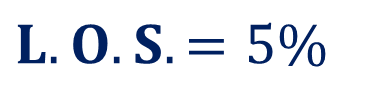 L. O. S. = 5%